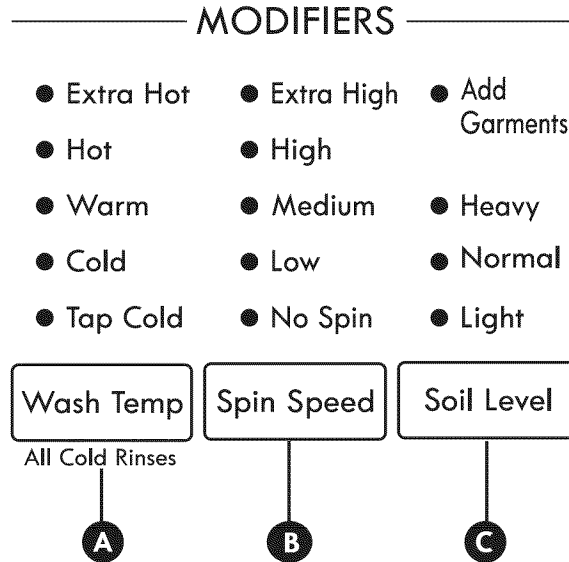 MODIFIERS
Extra Hot
Hot
Warm
Cold
Tap Cold
Wash Temp
All Cold Rinses
A
Extra High
High
Medium
Low
No Spin
Spin Speed
B
Add
Garments
Heavy
Normal
Light
Soil Level
C